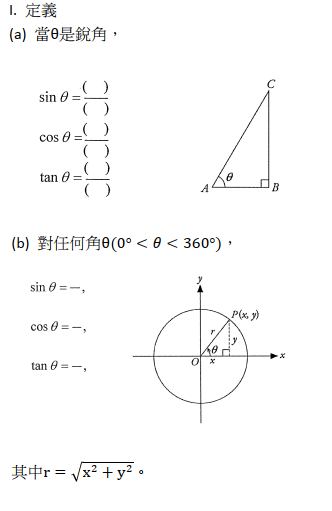 I. 定義
(a) 當θ是銳角，
sin θ = ( ) / ( )
cos θ = ( ) / ( )
tan θ = ( ) / ( )
C
θ
A
B
(b) 對任何角θ(0° < θ < 360°)，
sin θ = —,
cos θ = —,
tan θ = —,
y
P(x, y)
r
y
θ
O
x
x
其中r = √(x² + y²)。